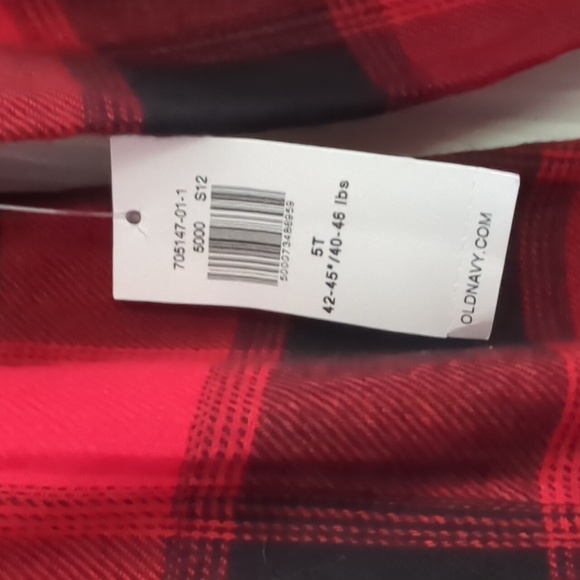 705147-01-1
5000 S12
500073486959
5T
42-45"/40-46 lbs
OLDNAVY.COM